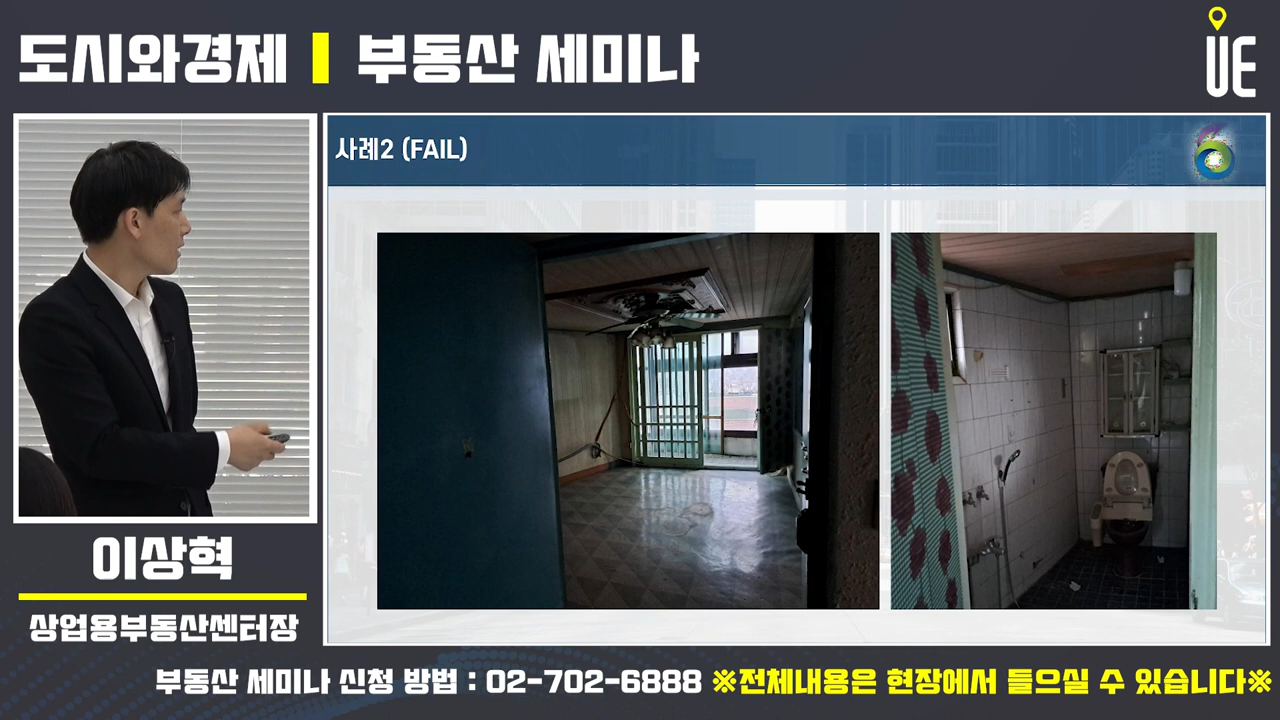 도시와경제 | 부동산 세미나
UE
사례2 (FAIL)
이상혁
상업용부동산센터장
부동산 세미나 신청 방법 : 02-702-6888 ※전체내용은 현장에서 들으실 수 있습니다※